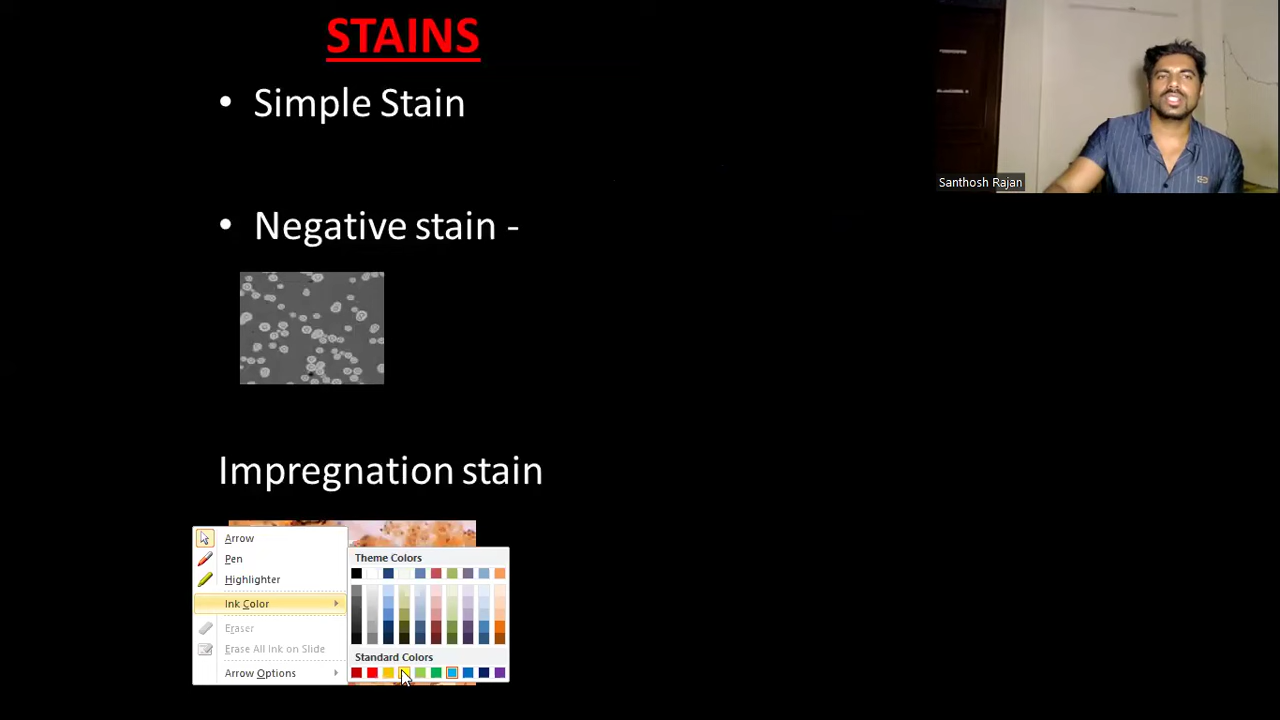 STAINS
Santhosh Rajan
• Simple Stain
• Negative stain -
Impregnation stain
Arrow
Pen
Highlighter
Ink Color
Eraser
Erase All Ink on Slide
Arrow Options
Theme Colors
Standard Colors